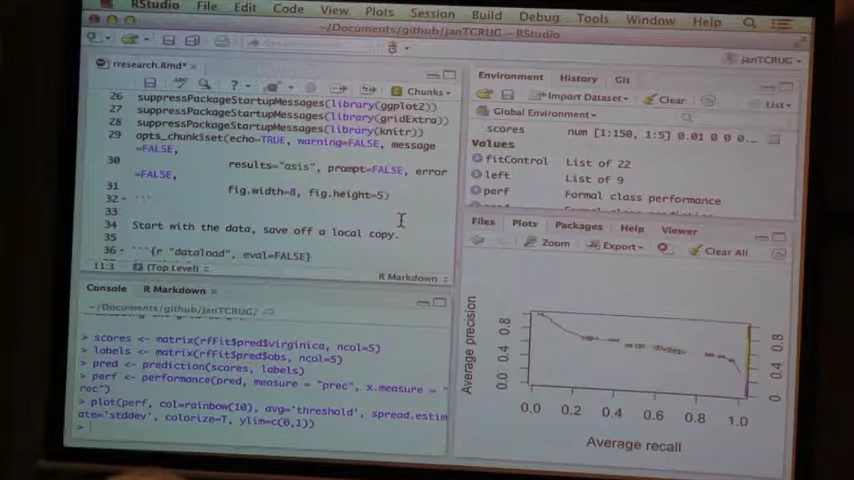 RStudio File Edit Code View Plots Session Build Debug Tools Window Help
~/Documents/github/janTCRUG - RStudio
janTCRUG
rresearch.Rmd*
Chunks
26 suppressPackageStartupMessages(library(ggplot2))
27 suppressPackageStartupMessages(library(gridExtra))
28 suppressPackageStartupMessages(library(knitr))
29 opts_chunk$set(echo=TRUE, warning=FALSE, message
=FALSE,
30 results="asis", prompt=FALSE, error
=FALSE,
31 fig.width=8, fig.height=5)
32 ```
33
34 Start with the data, save off a local copy.
35
36 ```{r "dataload", eval=FALSE}
11:3 (Top Level) R Markdown
Console R Markdown
~/Documents/github/janTCRUG/
> scores <- matrix(rfFit$pred$virginica, ncol=5)
> labels <- matrix(rfFit$pred$obs, ncol=5)
> pred <- prediction(scores, labels)
> perf <- performance(pred, measure = "prec", x.measure = "
rec")
> plot(perf, col=rainbow(10), avg='threshold', spread.estim
ate='stddev', colorize=T, ylim=c(0,1))
>
Environment History Git
Import Dataset Clear List
Global Environment
scores num [1:150, 1:5] 0.01 0 0 0...
Values
fitControl List of 22
left List of 9
perf Formal class performance
Files Plots Packages Help Viewer
Zoom Export Clear All
Average precision
0.0 0.4 0.8
0 0.4 0.8
0.0 0.2 0.4 0.6 0.8 1.0
Average recall